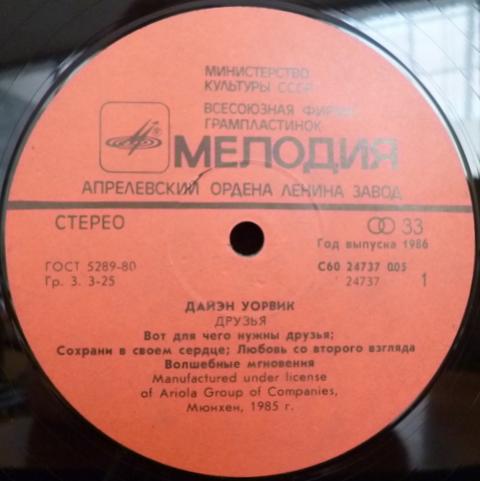 МИНИСТЕРСТВО
КУЛЬТУРЫ СССР
ВСЕСОЮЗНАЯ ФИРМА
ГРАМПЛАСТИНОК
МЕЛОДИЯ
АПРЕЛЕВСКИЙ ОРДЕНА ЛЕНИНА ЗАВОД
СТЕРЕО
33
Год выпуска 1986
ГОСТ 5289-80
Гр. 3. 3-25
С60 24737 005
24737 1
ДАЙЭН УОРВИК
ДРУЗЬЯ
Вот для чего нужны друзья;
Сохрани в своем сердце; Любовь со второго взгляда
Волшебные мгновения
Manufactured under license
of Ariola Group of Companies,
Мюнхен, 1985 г.